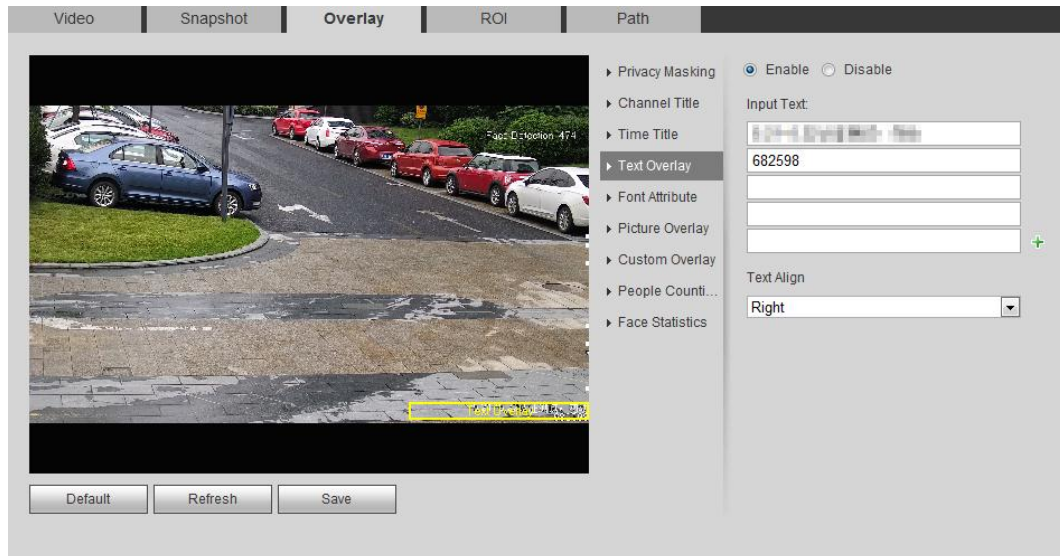 Video Snapshot Overlay ROI Path
Face Detection 474
Text Overlay
Default Refresh Save
Privacy Masking
Channel Title
Time Title
Text Overlay
Font Attribute
Picture Overlay
Custom Overlay
People Counti...
Face Statistics
Enable Disable
Input Text:
682598
Text Align
Right